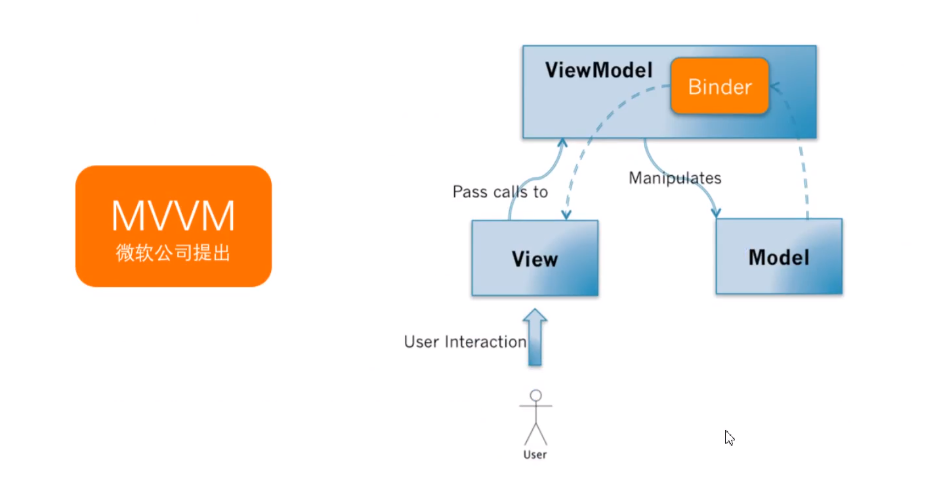 MVVM
微软公司提出
ViewModel
Binder
Pass calls to
Manipulates
View
Model
User Interaction
User